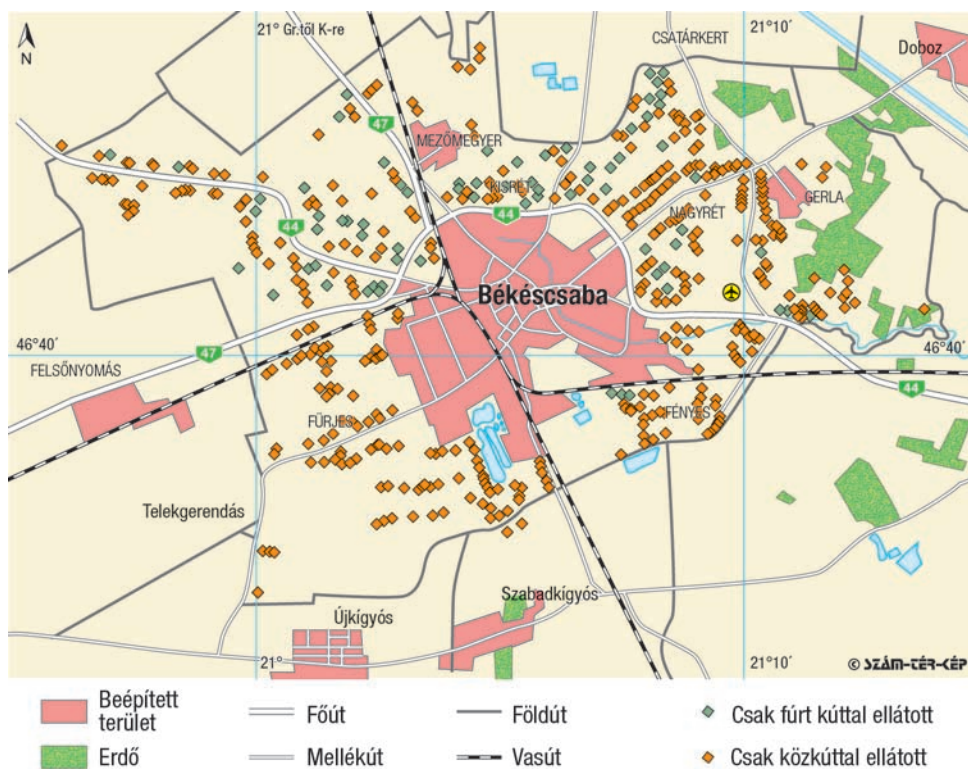 21° Gr.től K-re
21°10´
CSATÁRKERT
Doboz
N
47
MEZŐMEGYER
KISRÉT
44
NAGYRÉT
GERLA
44
Békéscsaba
46°40´
47
46°40´
FELSŐNYOMÁS
44
FÉNYES
FÜRJES
Telekgerendás
Szabadkígyós
Újkígyós
21°
21°10´
© SZÁM-TÉR-KÉP
Beépített
terület
Főút
Földút
Csak fúrt kúttal ellátott
Erdő
Mellékút
Vasút
Csak közkúttal ellátott